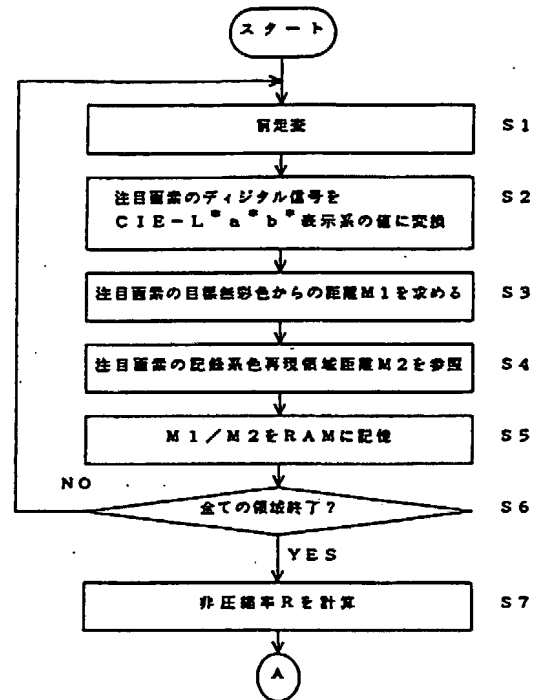 スタート
前走査 S1
注目画素のディジタル信号を
CIE-L*a*b*表示系の値に変換 S2
注目画素の目標無彩色からの距離M1を求める S3
注目画素の記録系色再現領域距離M2を参照 S4
M1/M2をRAMに記憶 S5
NO
全ての領域終了? S6
YES
非圧縮率Rを計算 S7
A